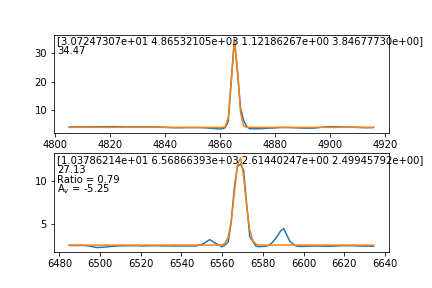 [3.07247307e+01 4.86532105e+03 1.12186267e+00 3.84677730e+00]
34.47
30
20
10
4800 4820 4840 4860 4880 4900 4920
[1.03786214e+01 6.56866393e+03 2.61440247e+00 2.49945792e+00]
27.13
Ratio = 0.79
Av = -5.25
10
5
6480 6500 6520 6540 6560 6580 6600 6620 6640